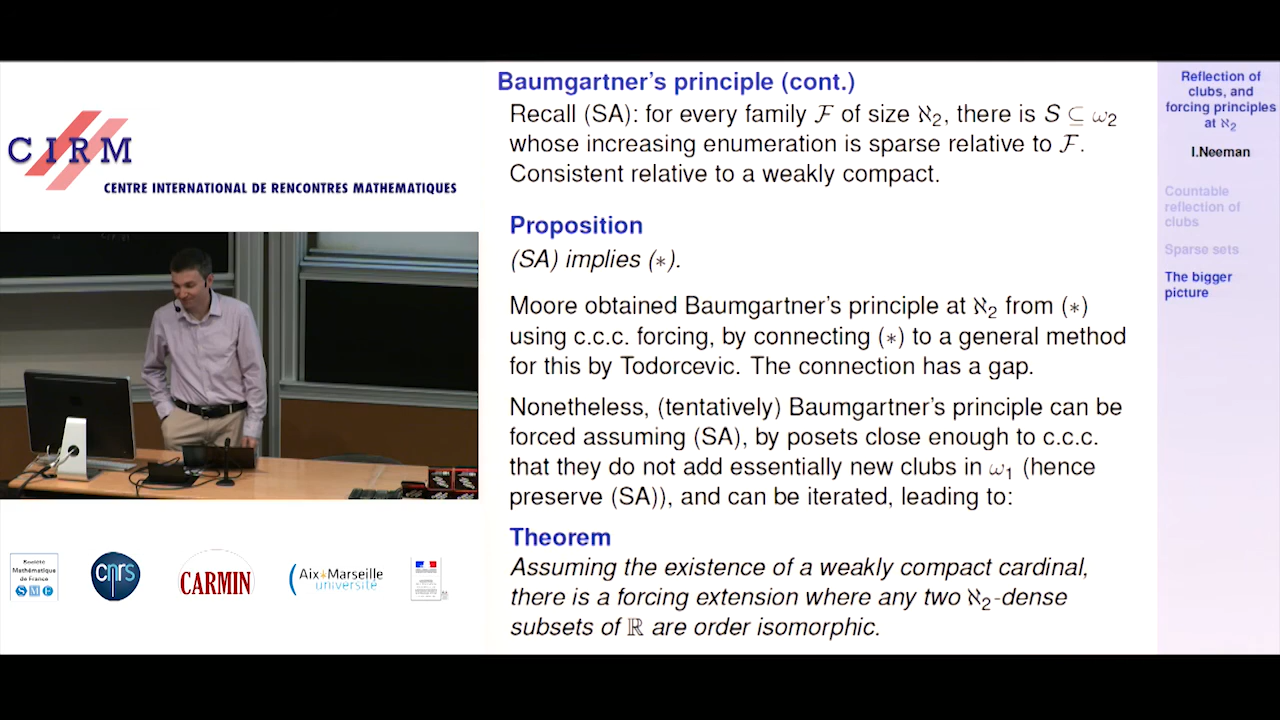 CIRM
CENTRE INTERNATIONAL DE RENCONTRES MATHEMATIQUES
Baumgartner's principle (cont.)
Recall (SA): for every family ℱ of size ℵ₂, there is S ⊆ ω₂
whose increasing enumeration is sparse relative to ℱ.
Consistent relative to a weakly compact.
Proposition
(SA) implies (∗).
Moore obtained Baumgartner's principle at ℵ₂ from (∗)
using c.c.c. forcing, by connecting (∗) to a general method
for this by Todorcevic. The connection has a gap.
Nonetheless, (tentatively) Baumgartner's principle can be
forced assuming (SA), by posets close enough to c.c.c.
that they do not add essentially new clubs in ω₁ (hence
preserve (SA)), and can be iterated, leading to:
Theorem
Assuming the existence of a weakly compact cardinal,
there is a forcing extension where any two ℵ₂-dense
subsets of ℝ are order isomorphic.
Reflection of
clubs, and
forcing principles
at ℵ₂
I.Neeman
Countable
reflection of
clubs
Sparse sets
The bigger
picture
Société
Mathématique
de France
SMF
cnrs
CARMIN
Aix∗Marseille
université